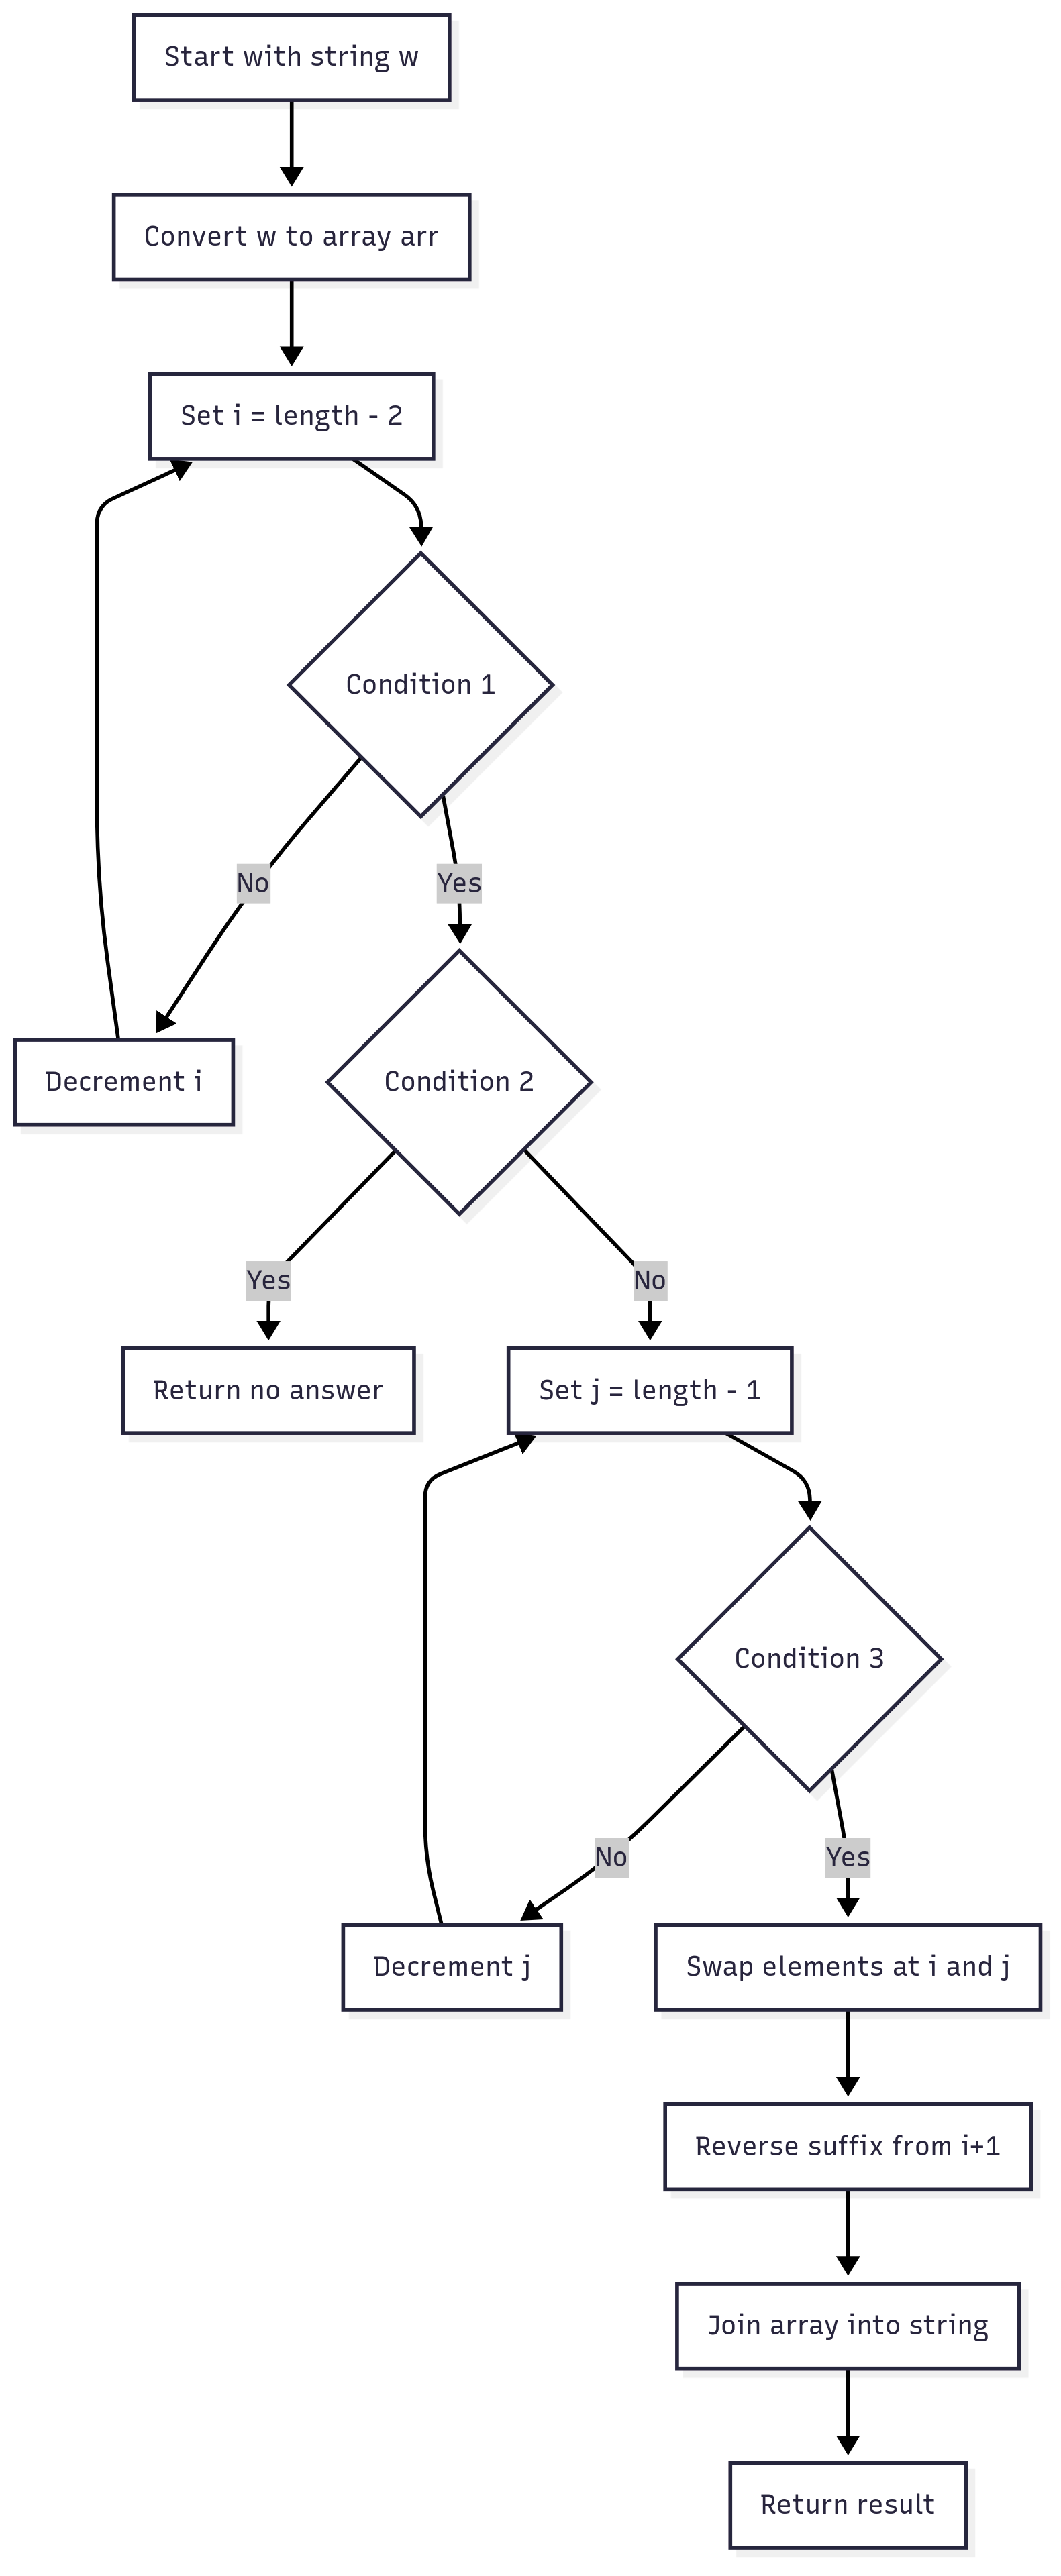 Start with string w
Convert w to array arr
Set i = length - 2
Condition 1
No
Yes
Decrement i
Condition 2
Yes
No
Return no answer
Set j = length - 1
Condition 3
No
Yes
Decrement j
Swap elements at i and j
Reverse suffix from i+1
Join array into string
Return result